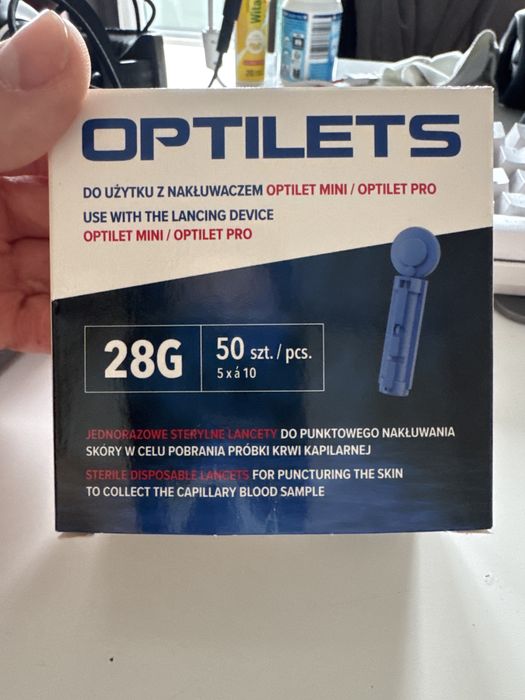 OPTILETS
DO UŻYTKU Z NAKŁUWACZEM OPTILET MINI / OPTILET PRO
USE WITH THE LANCING DEVICE
OPTILET MINI / OPTILET PRO
28G
50 szt. / pcs.
5 x á 10
JEDNORAZOWE STERYLNE LANCETY DO PUNKTOWEGO NAKŁUWANIA
SKÓRY W CELU POBRANIA PRÓBKI KRWI KAPILARNEJ
STERILE DISPOSABLE LANCETS FOR PUNCTURING THE SKIN
TO COLLECT THE CAPILLARY BLOOD SAMPLE